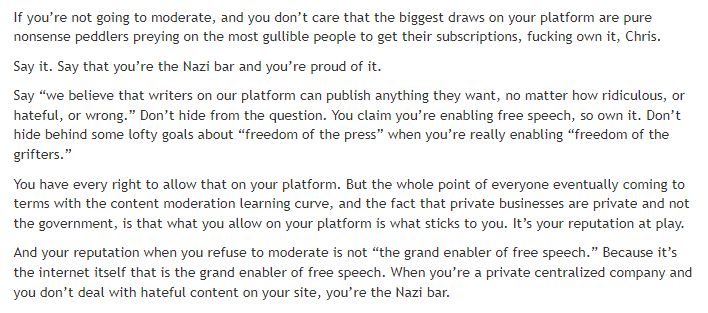 If you’re not going to moderate, and you don’t care that the biggest draws on your platform are pure
nonsense peddlers preying on the most gullible people to get their subscriptions, fucking own it, Chris.
Say it. Say that you’re the Nazi bar and you’re proud of it.
Say “we believe that writers on our platform can publish anything they want, no matter how ridiculous, or
hateful, or wrong.” Don’t hide from the question. You claim you’re enabling free speech, so own it. Don’t
hide behind some lofty goals about “freedom of the press” when you’re really enabling “freedom of the
grifters.”
You have every right to allow that on your platform. But the whole point of everyone eventually coming to
terms with the content moderation learning curve, and the fact that private businesses are private and not
the government, is that what you allow on your platform is what sticks to you. It’s your reputation at play.
And your reputation when you refuse to moderate is not “the grand enabler of free speech.” Because it’s
the internet itself that is the grand enabler of free speech. When you’re a private centralized company and
you don’t deal with hateful content on your site, you’re the Nazi bar.